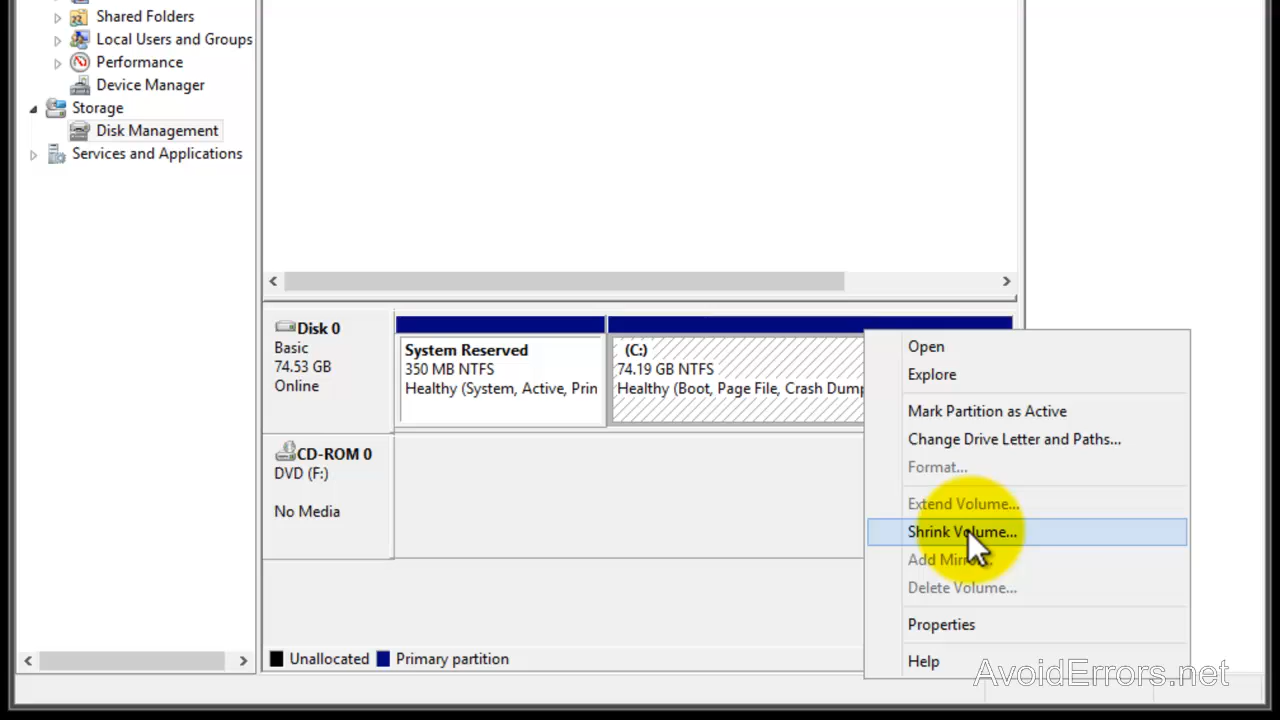 Shared Folders
Local Users and Groups
Performance
Device Manager
Storage
Disk Management
Services and Applications
Disk 0
Basic
74.53 GB
Online
System Reserved
350 MB NTFS
Healthy (System, Active, Prin
(C:)
74.19 GB NTFS
Healthy (Boot, Page File, Crash Dump
CD-ROM 0
DVD (F:)
No Media
Unallocated
Primary partition
Open
Explore
Mark Partition as Active
Change Drive Letter and Paths...
Format...
Extend Volume...
Shrink Volume...
Add
Delete Volume...
Properties
Help
AvoidErrors.net